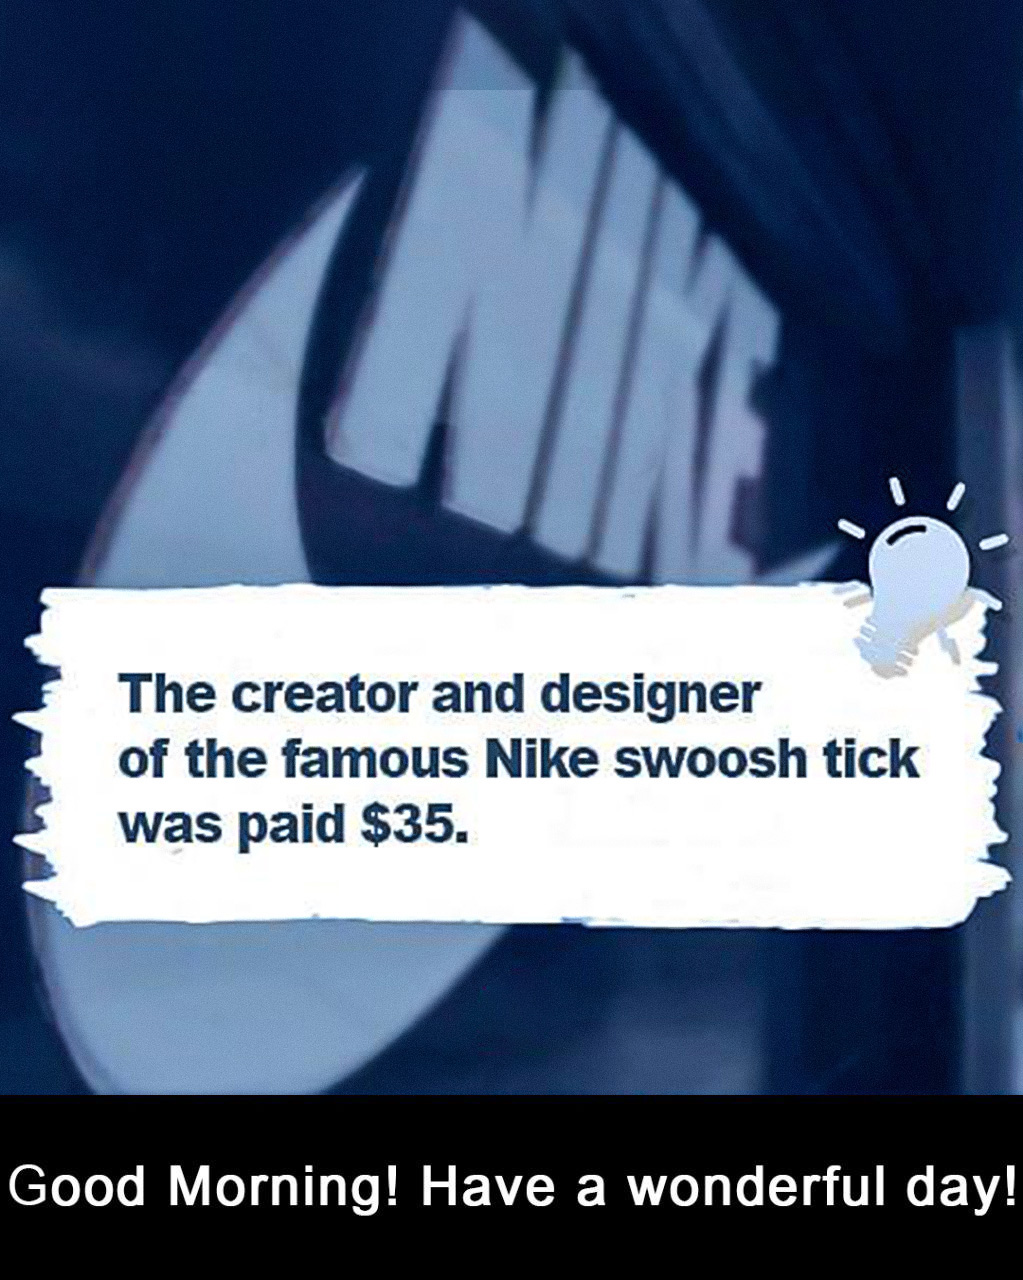 NIKE
The creator and designer
of the famous Nike swoosh tick
was paid $35.
Good Morning! Have a wonderful day!